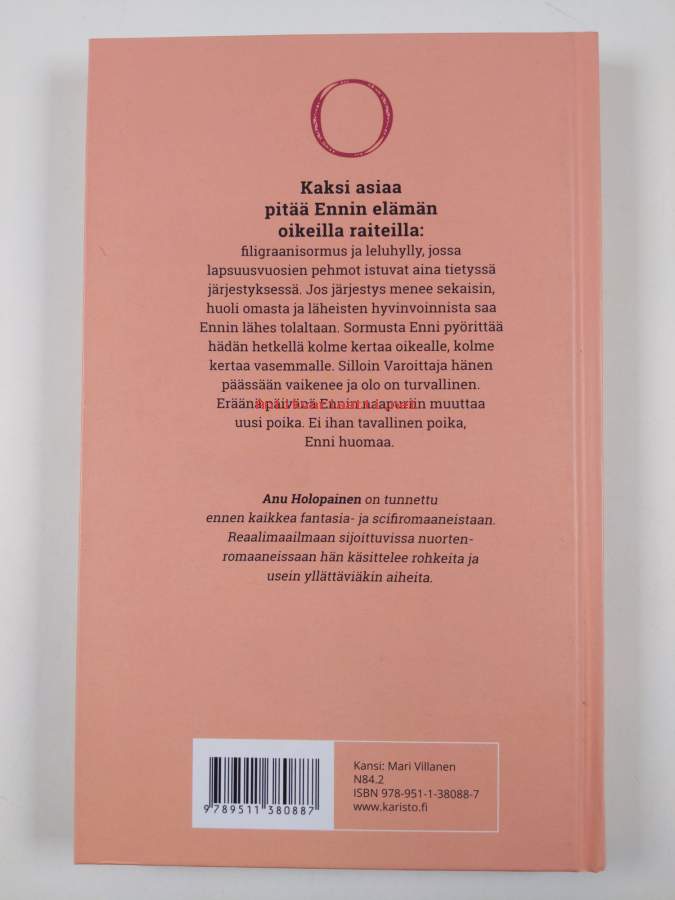 Kaksi asiaa
pitää Ennin elämän
oikeilla raiteilla:
filigraanisormus ja leluhylly, jossa
lapsuusvuosien pehmot istuvat aina tietyssä
järjestyksessä. Jos järjestys menee sekaisin,
huoli omasta ja läheisten hyvinvoinnista saa
Ennin lähes tolaltaan. Sormusta Enni pyörittää
hädän hetkellä kolme kertaa oikealle, kolme
kertaa vasemmalle. Silloin Varoittaja hänen
päässään vaikenee ja olo on turvallinen.
Eräänä päivänä Ennin naapuriin muuttaa
uusi poika. Ei ihan tavallinen poika,
Enni huomaa.
Anu Holopainen on tunnettu
ennen kaikkea fantasia- ja scifiromaaneistaan.
Reaalimaailmaan sijoittuvissa nuorten-
romaaneissaan hän käsittelee rohkeita ja
usein yllättäviäkin aiheita.
Kansi: Mari Villanen
N84.2
ISBN 978-951-1-38088-7
www.karisto.fi
9 789511 380887